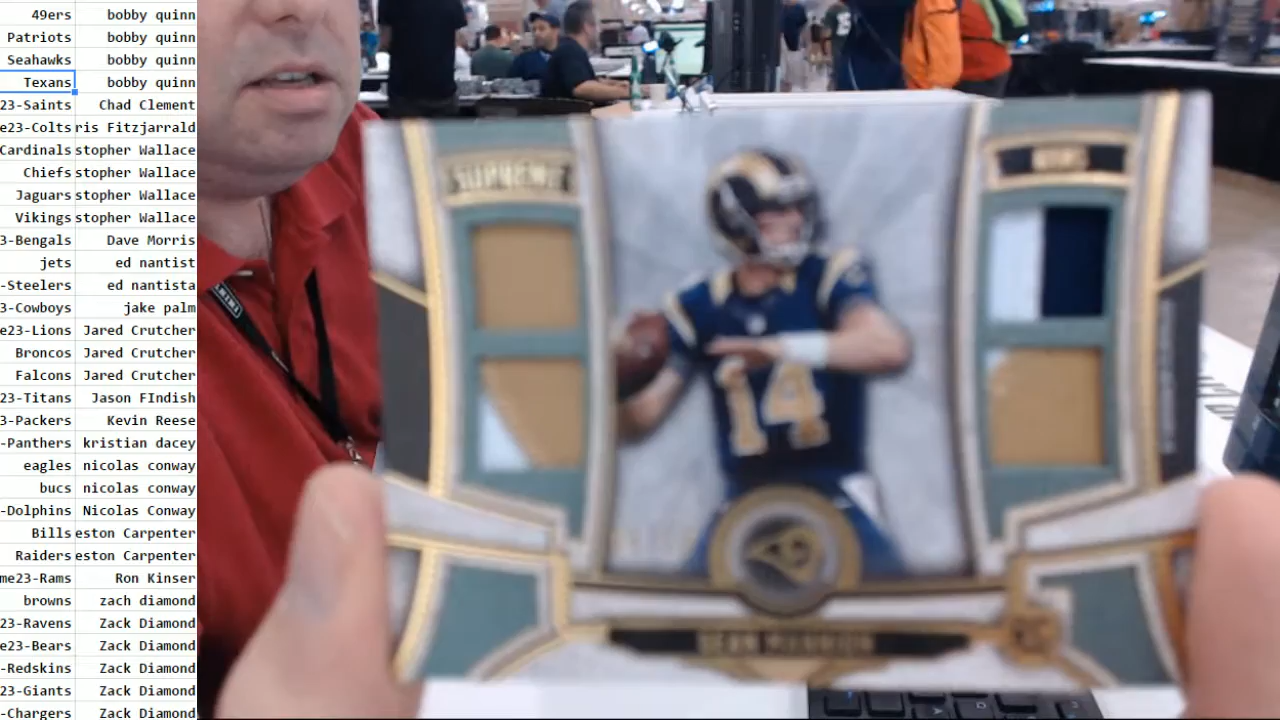 49ers bobby quinn
Patriots bobby quinn
Seahawks bobby quinn
Texans bobby quinn
23-Saints Chad Clement
e23-Colts ris Fitzjarrald
Cardinals stopher Wallace
Chiefs stopher Wallace
Jaguars stopher Wallace
Vikings stopher Wallace
3-Bengals Dave Morris
jets ed nantist
-Steelers ed nantista
3-Cowboys jake palm
e23-Lions Jared Crutcher
Broncos Jared Crutcher
Falcons Jared Crutcher
23-Titans Jason FIndish
3-Packers Kevin Reese
-Panthers kristian dacey
eagles nicolas conway
bucs nicolas conway
-Dolphins Nicolas Conway
Bills eston Carpenter
Raiders eston Carpenter
me23-Rams Ron Kinser
browns zach diamond
23-Ravens Zack Diamond
e23-Bears Zack Diamond
-Redskins Zack Diamond
23-Giants Zack Diamond
-Chargers Zack Diamond
SUPREME
14
SEAN MANNION